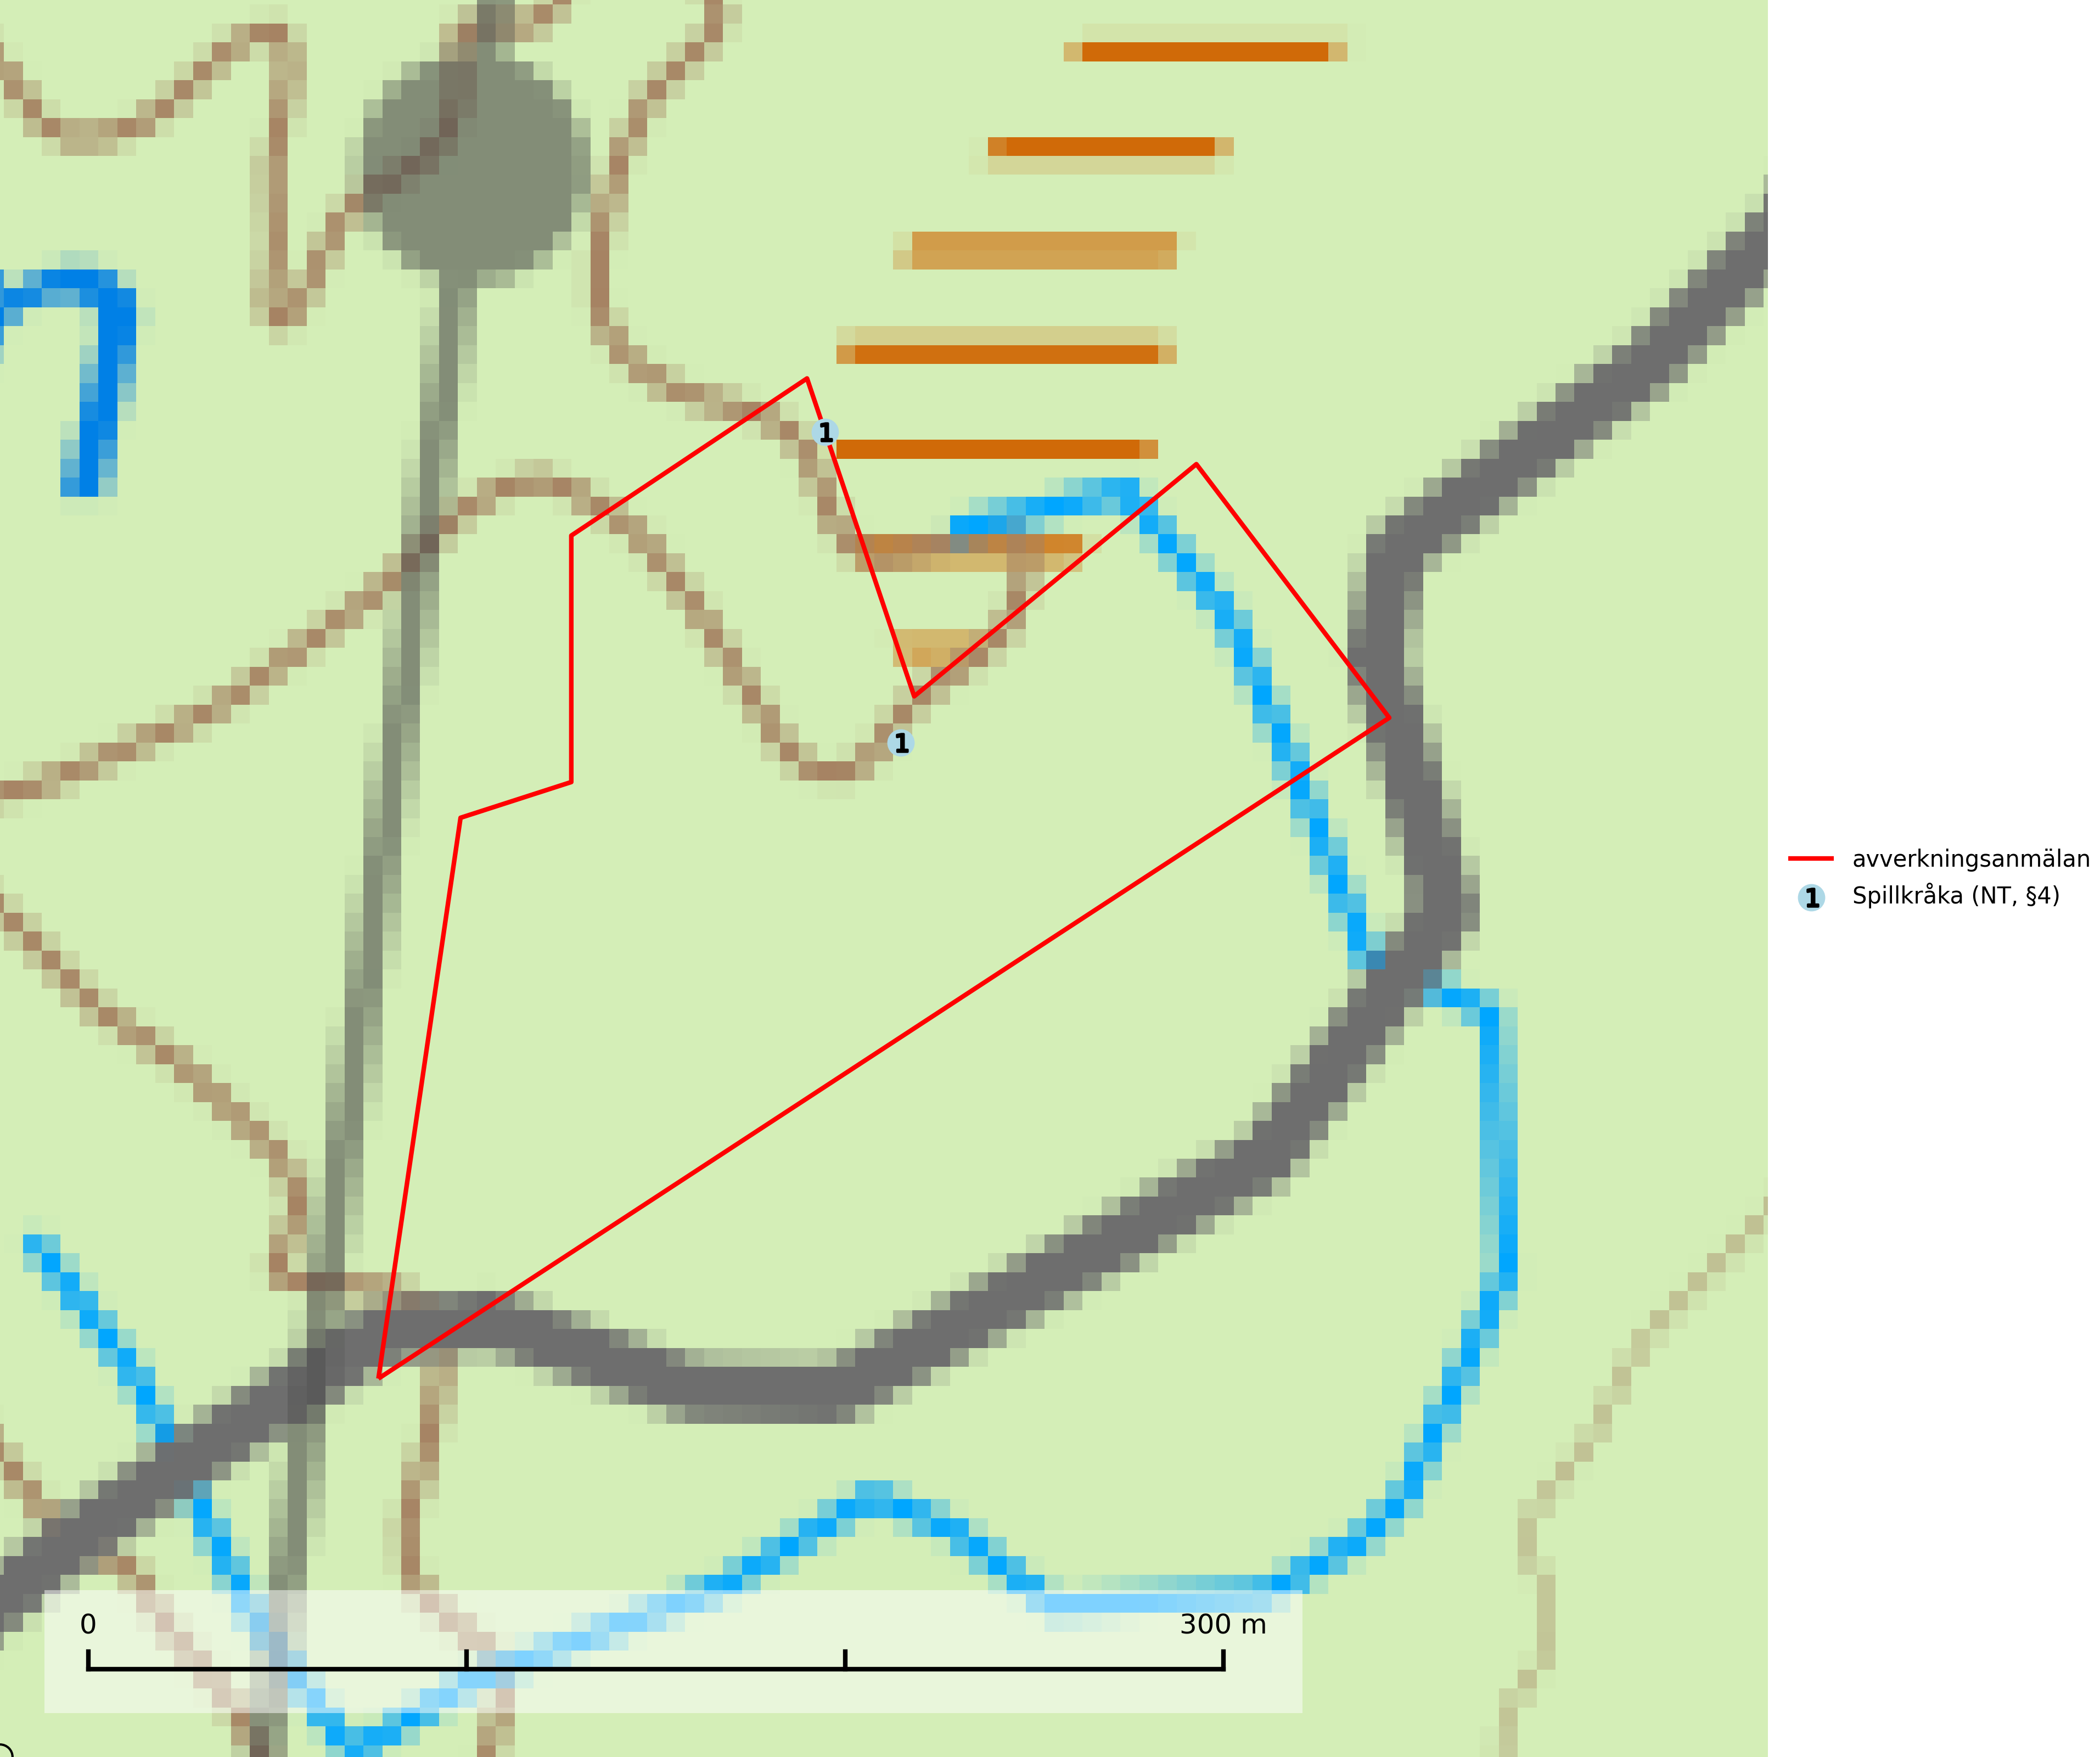 1
1
avverkningsanmälan
1 Spillkråka (NT, §4)
0 300 m